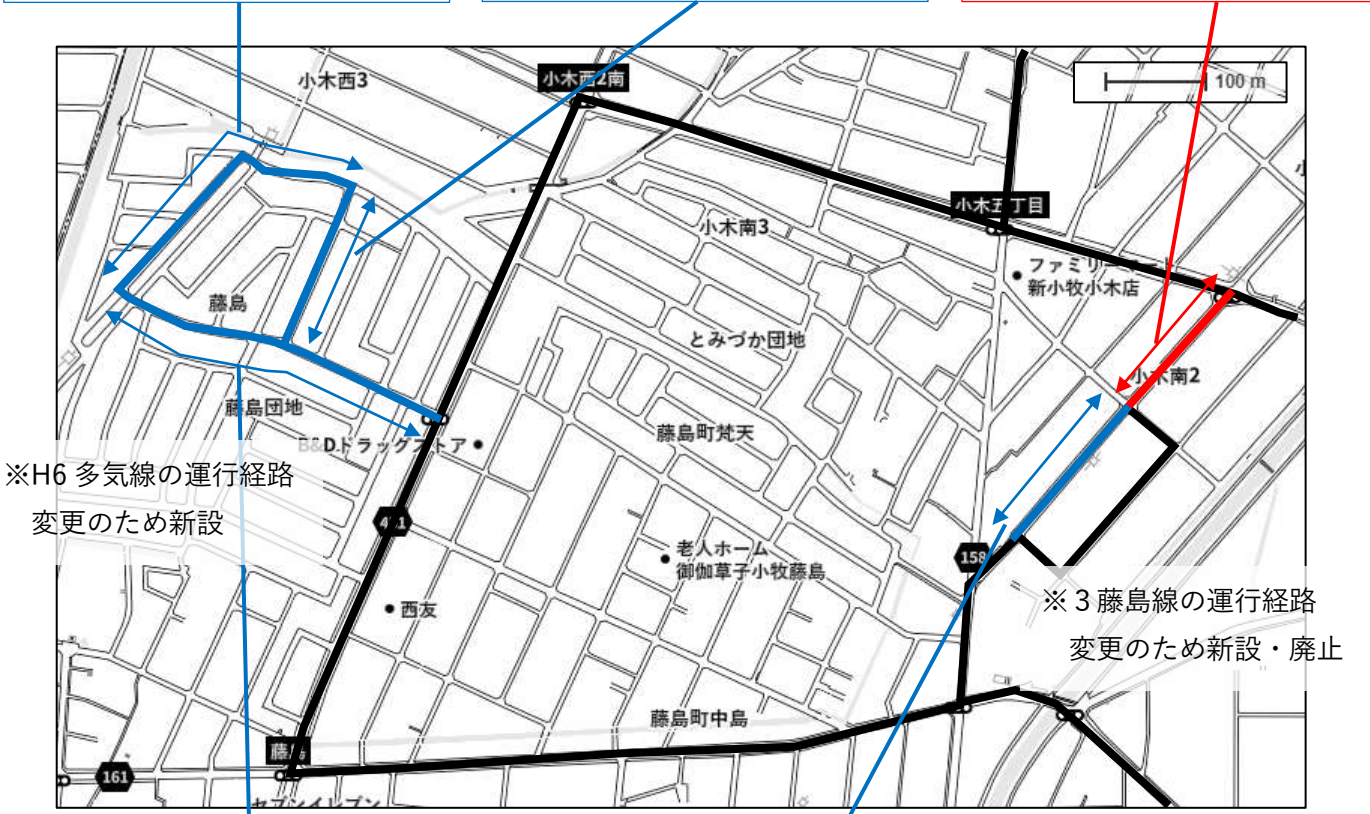 小木西3
小木西2南
100 m
小木五丁目
小木南3
ファミリーマート
新小牧小木店
藤島
とみづか団地
小木南2
藤島団地
藤島町梵天
B&Dドラッグストア
※H6 多気線の運行経路
変更のため新設
老人ホーム
御伽草子小牧藤島
158
西友
※３藤島線の運行経路
変更のため新設・廃止
藤島町中島
藤島
161
セブンイレブン